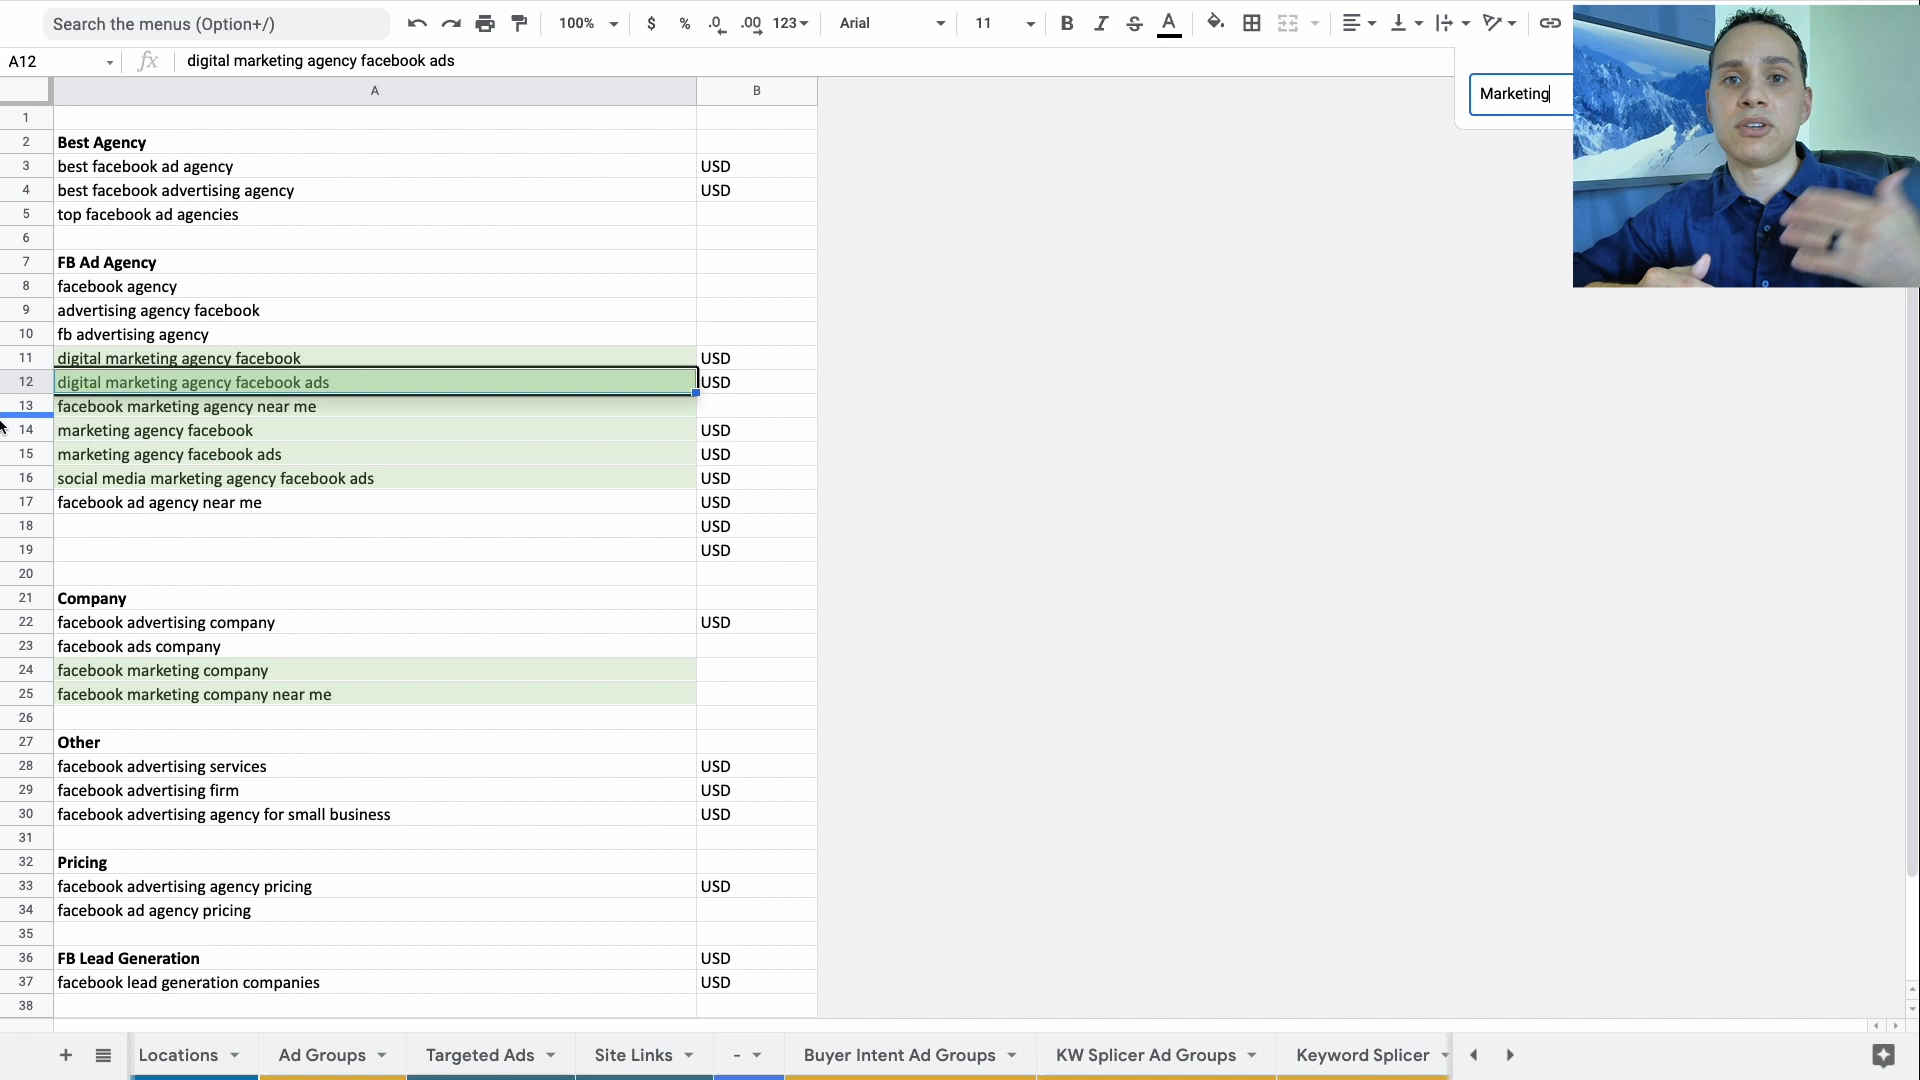 Search the menus (Option+/)
100%
$
%
.0
.00
123
Arial
11
B
I
S
A
A12
fx
digital marketing agency facebook ads
Marketing
A
B
1
2 Best Agency
3 best facebook ad agency USD
4 best facebook advertising agency USD
5 top facebook ad agencies
6
7 FB Ad Agency
8 facebook agency
9 advertising agency facebook
10 fb advertising agency
11 digital marketing agency facebook USD
12 digital marketing agency facebook ads USD
13 facebook marketing agency near me
14 marketing agency facebook USD
15 marketing agency facebook ads USD
16 social media marketing agency facebook ads USD
17 facebook ad agency near me USD
18 USD
19 USD
20
21 Company
22 facebook advertising company USD
23 facebook ads company
24 facebook marketing company
25 facebook marketing company near me
26
27 Other
28 facebook advertising services USD
29 facebook advertising firm USD
30 facebook advertising agency for small business USD
31
32 Pricing
33 facebook advertising agency pricing USD
34 facebook ad agency pricing
35
36 FB Lead Generation USD
37 facebook lead generation companies USD
38
Locations
Ad Groups
Targeted Ads
Site Links
-
Buyer Intent Ad Groups
KW Splicer Ad Groups
Keyword Splicer